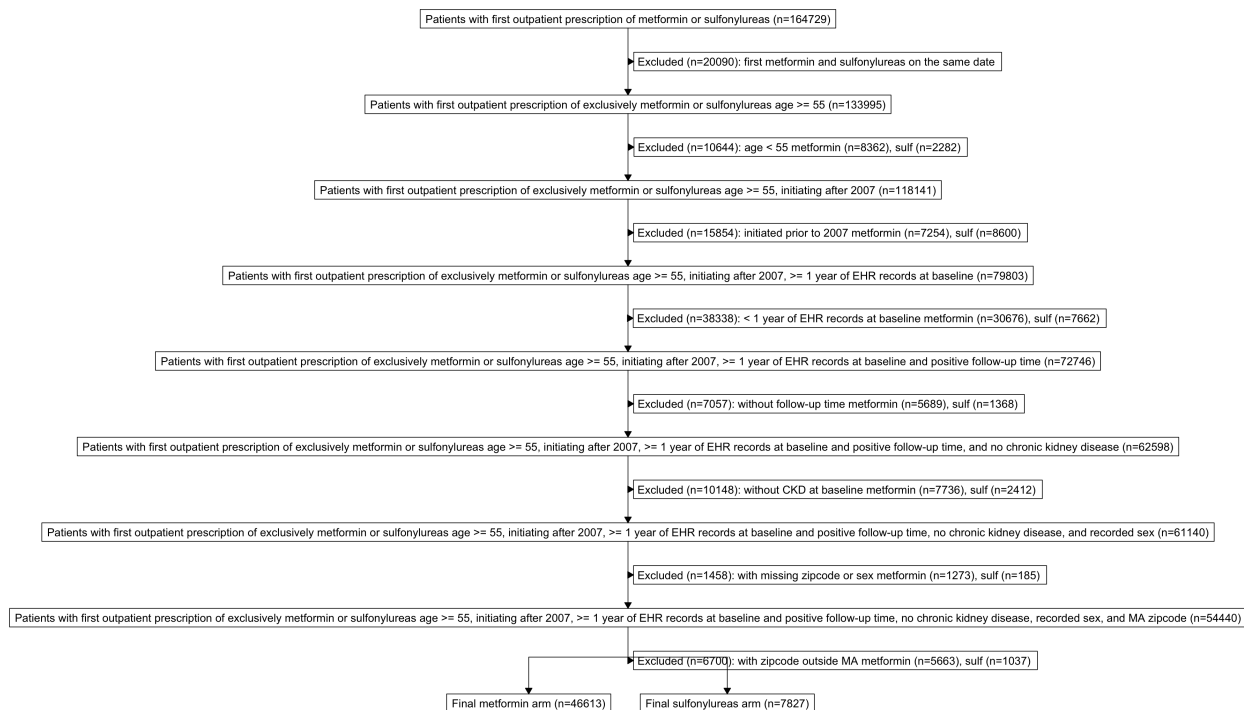 Patients with first outpatient prescription of metformin or sulfonylureas (n=164729)
Excluded (n=20090): first metformin and sulfonylureas on the same date
Patients with first outpatient prescription of exclusively metformin or sulfonylureas age >= 55 (n=133995)
Excluded (n=10644): age < 55 metformin (n=8362), sulf (n=2282)
Patients with first outpatient prescription of exclusively metformin or sulfonylureas age >= 55, initiating after 2007 (n=118141)
Excluded (n=15854): initiated prior to 2007 metformin (n=7254), sulf (n=8600)
Patients with first outpatient prescription of exclusively metformin or sulfonylureas age >= 55, initiating after 2007, >= 1 year of EHR records at baseline (n=79803)
Excluded (n=38338): < 1 year of EHR records at baseline metformin (n=30676), sulf (n=7662)
Patients with first outpatient prescription of exclusively metformin or sulfonylureas age >= 55, initiating after 2007, >= 1 year of EHR records at baseline and positive follow-up time (n=72746)
Excluded (n=7057): without follow-up time metformin (n=5689), sulf (n=1368)
Patients with first outpatient prescription of exclusively metformin or sulfonylureas age >= 55, initiating after 2007, >= 1 year of EHR records at baseline and positive follow-up time, and no chronic kidney disease (n=62598)
Excluded (n=10148): without CKD at baseline metformin (n=7736), sulf (n=2412)
Patients with first outpatient prescription of exclusively metformin or sulfonylureas age >= 55, initiating after 2007, >= 1 year of EHR records at baseline and positive follow-up time, no chronic kidney disease, and recorded sex (n=61140)
Excluded (n=1458): with missing zipcode or sex metformin (n=1273), sulf (n=185)
Patients with first outpatient prescription of exclusively metformin or sulfonylureas age >= 55, initiating after 2007, >= 1 year of EHR records at baseline and positive follow-up time, no chronic kidney disease, recorded sex, and MA zipcode (n=54440)
Excluded (n=6700): with zipcode outside MA metformin (n=5663), sulf (n=1037)
Final metformin arm (n=46613)
Final sulfonylureas arm (n=7827)